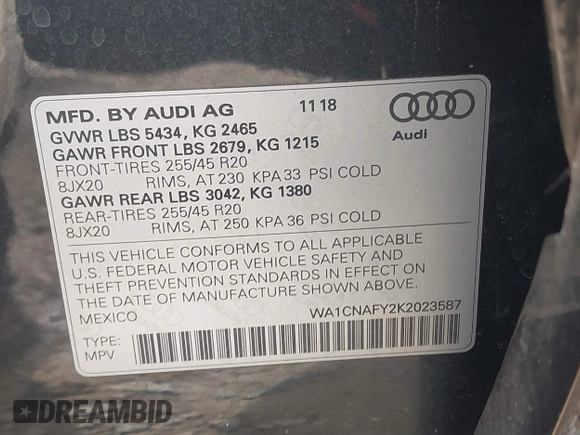 MFD. BY AUDI AG 11 18
GVWR LBS 5434, KG 2465
GAWR FRONT LBS 2679, KG 1215
FRONT-TIRES 255/45 R20
8JX20 RIMS, AT 230 KPA 33 PSI COLD
GAWR REAR LBS 3042, KG 1380
REAR-TIRES 255/45 R20
8JX20 RIMS, AT 250 KPA 36 PSI COLD
Audi
THIS VEHICLE CONFORMS TO ALL APPLICABLE
U.S. FEDERAL MOTOR VEHICLE SAFETY AND
THEFT PREVENTION STANDARDS IN EFFECT ON
THE DATE OF MANUFACTURE SHOWN ABOVE.
MEXICO
WA1CNAFY2K2023587
TYPE:
MPV
DREAMBID